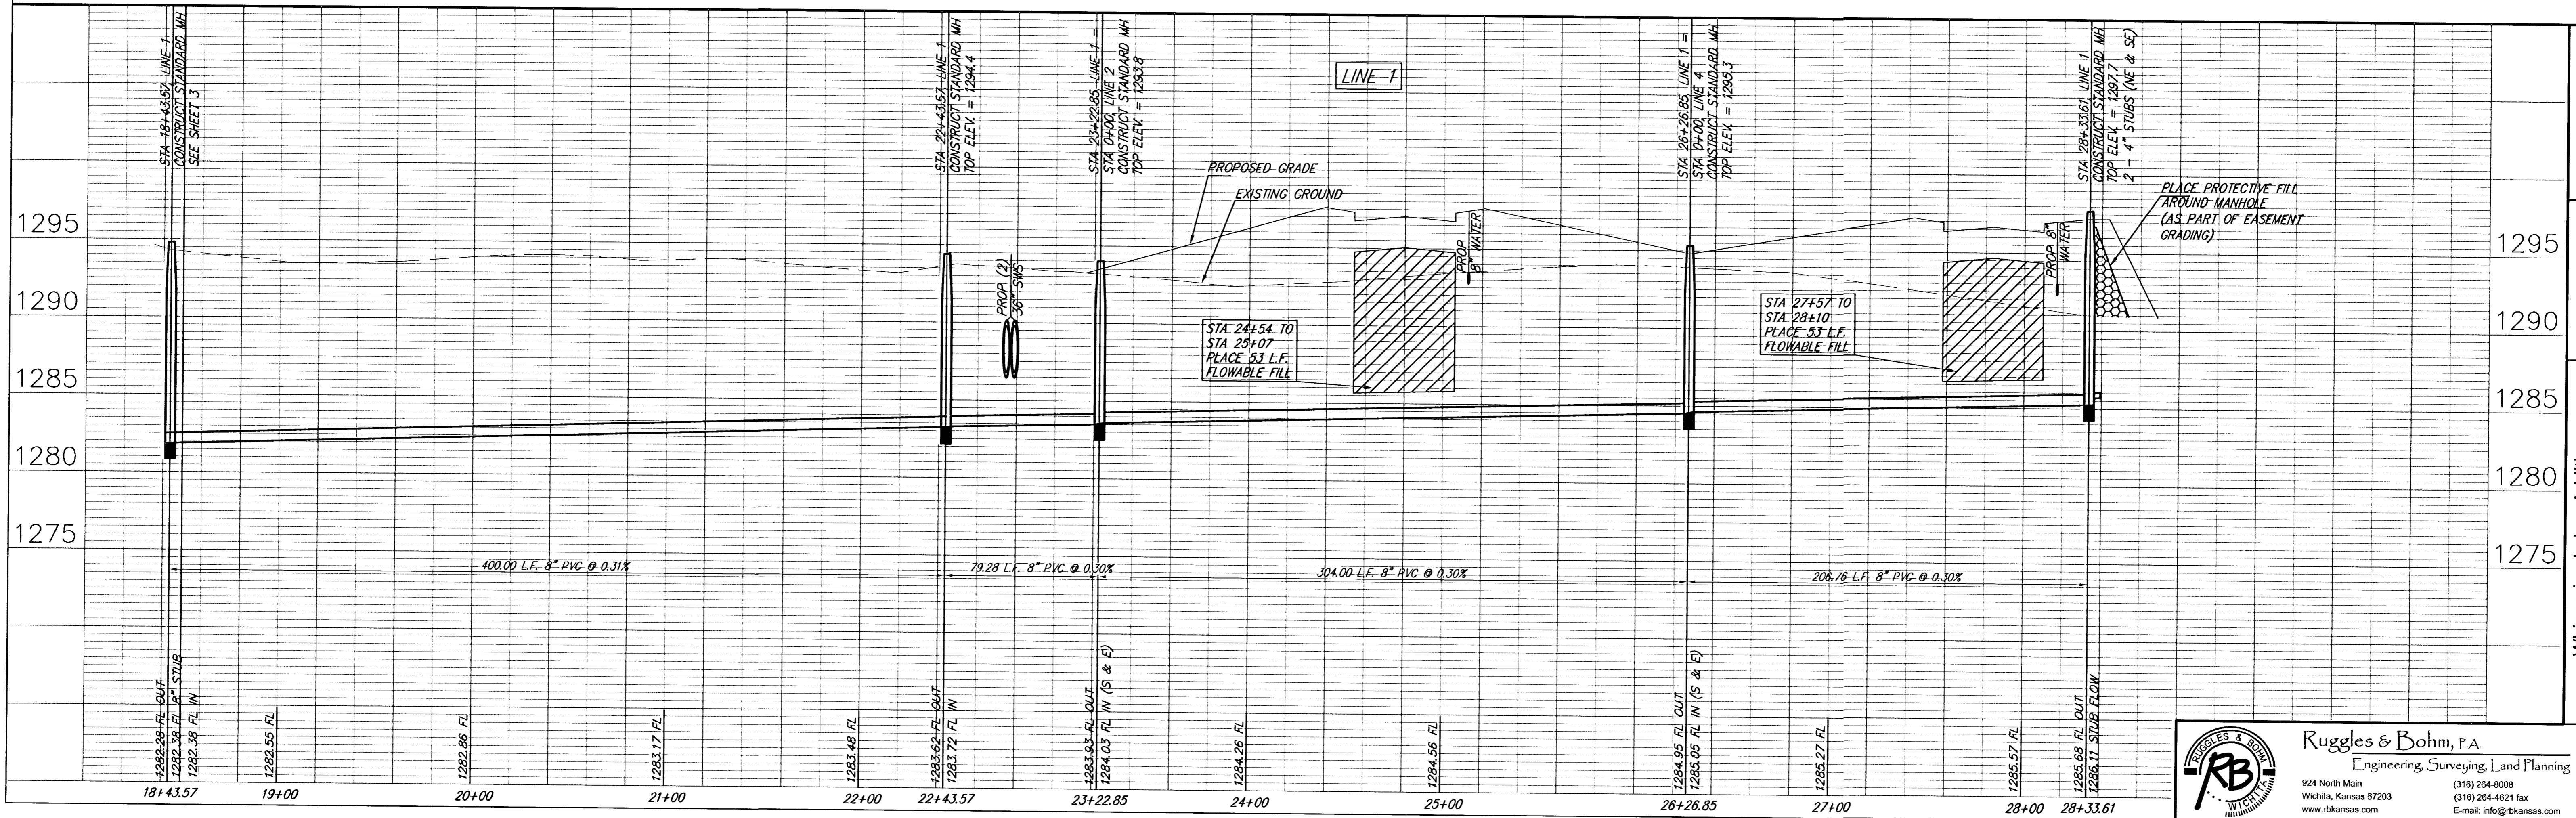 STA 18+43.57, LINE 1
CONSTRUCT STANDARD MH
SEE SHEET 3
STA 22+43.57, LINE 1
CONSTRUCT STANDARD MH
TOP ELEV. = 1294.4
STA 23+22.85, LINE 1 =
STA 0+00, LINE 2
CONSTRUCT STANDARD MH
TOP ELEV. = 1293.8
LINE 1
STA 26+26.85, LINE 1 =
STA 0+00, LINE 4
CONSTRUCT STANDARD MH
TOP ELEV. = 1295.3
STA 28+33.61, LINE 1
CONSTRUCT STANDARD MH
TOP ELEV. = 1297.7
2 - 4" STUBS (NE & SE)
PROPOSED GRADE
EXISTING GROUND
PLACE PROTECTIVE FILL
AROUND MANHOLE
(AS PART OF EASEMENT
GRADING)
PROP (2)
36" SWS
PROP
8" WATER
PROP 8"
WATER
STA 24+54 TO
STA 25+07
PLACE 53 L.F.
FLOWABLE FILL
STA 27+57 TO
STA 28+10
PLACE 53 L.F.
FLOWABLE FILL
1295
1290
1285
1280
1275
1295
1290
1285
1280
1275
400.00 L.F. 8" PVC @ 0.31%
79.28 L.F. 8" PVC @ 0.30%
304.00 L.F. 8" PVC @ 0.30%
206.76 L.F. 8" PVC @ 0.30%
1282.28 FL OUT
1282.38 FL 8" STUB
1282.38 FL IN
1282.55 FL
1282.86 FL
1283.17 FL
1283.48 FL
1283.62 FL OUT
1283.72 FL IN
1283.93 FL OUT
1284.03 FL IN (S & E)
1284.26 FL
1284.56 FL
1284.95 FL OUT
1285.05 FL IN (S & E)
1285.27 FL
1285.57 FL
1285.68 FL OUT
1286.11 STUB FLOW
18+43.57
19+00
20+00
21+00
22+00
22+43.57
23+22.85
24+00
25+00
26+26.85
27+00
28+00
28+33.61
RUGGLES & BOHM
RB
WICHITA
Ruggles & Bohm, P.A.
Engineering, Surveying, Land Planning
924 North Main
(316) 264-8008
Wichita, Kansas 67203
(316) 264-4621 fax
www.rbkansas.com
E-mail: info@rbkansas.com